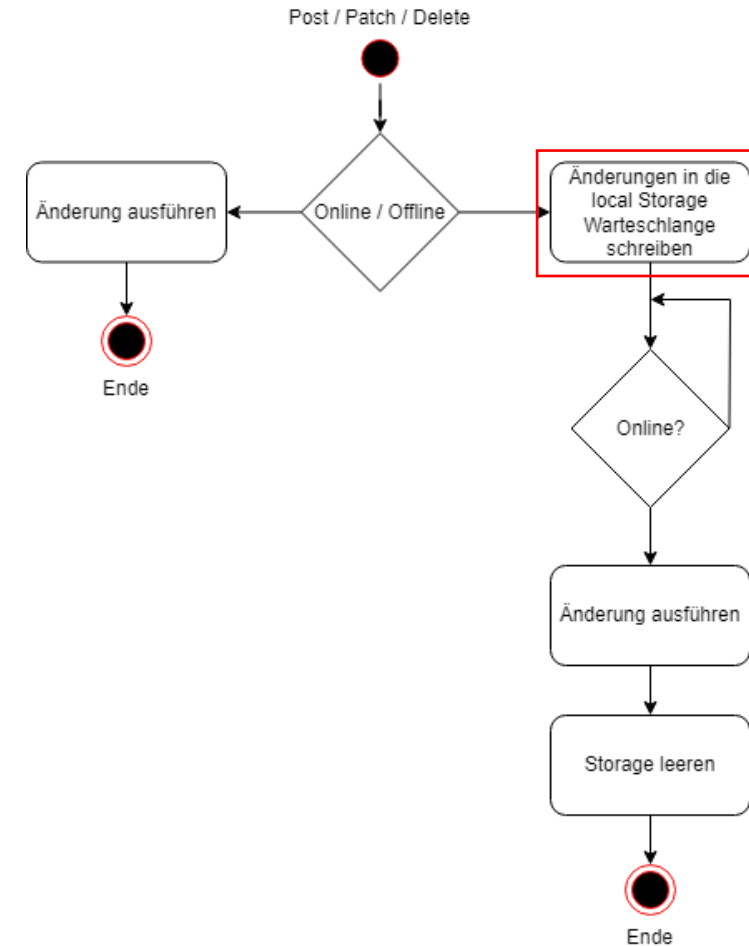 Post / Patch / Delete
Änderung ausführen
Online / Offline
Änderungen in die
local Storage
Warteschlange
schreiben
Ende
Online?
Änderung ausführen
Storage leeren
Ende